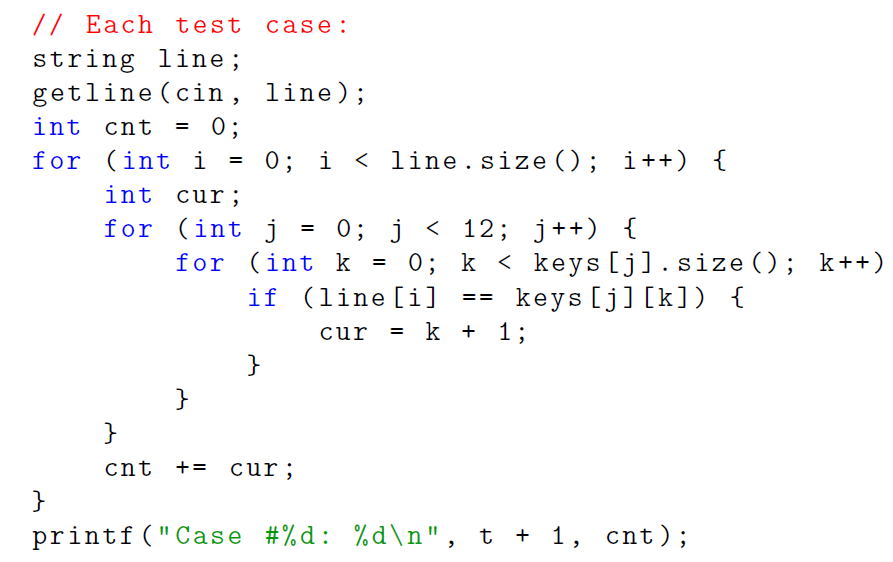 // Each test case:
string line;
getline(cin, line);
int cnt = 0;
for (int i = 0; i < line.size(); i++) {
    int cur;
    for (int j = 0; j < 12; j++) {
        for (int k = 0; k < keys[j].size(); k++)
            if (line[i] == keys[j][k]) {
                cur = k + 1;
            }
        }
    }
    cnt += cur;
}
printf("Case #%d: %d\n", t + 1, cnt);